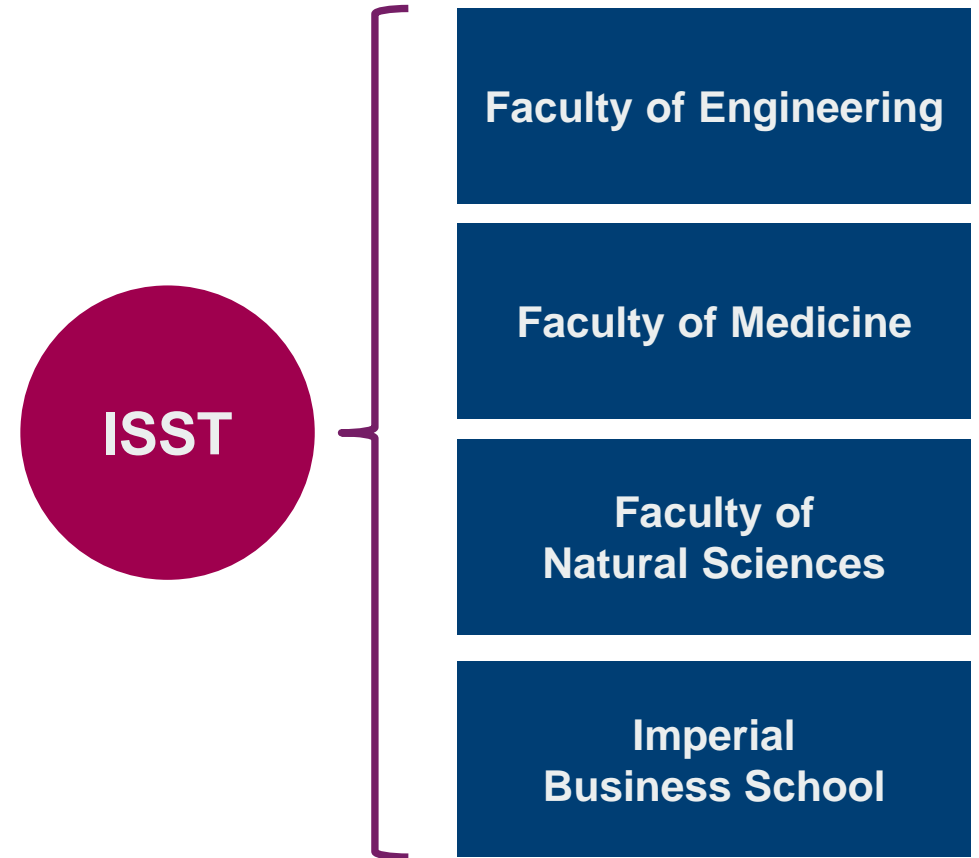 ISST
Faculty of Engineering
Faculty of Medicine
Faculty of
Natural Sciences
Imperial
Business School